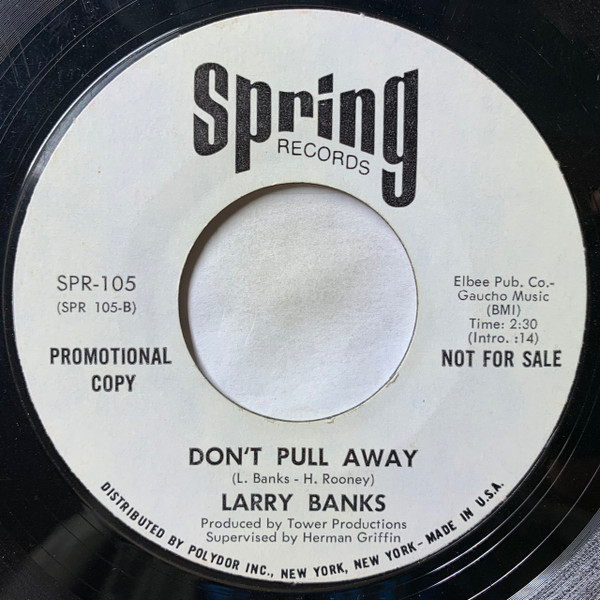 Spring
RECORDS
SPR-105
(SPR 105-B)
PROMOTIONAL
COPY
Elbee Pub. Co.-
Gaucho Music
(BMI)
Time: 2:30
(Intro. :14)
NOT FOR SALE
DON'T PULL AWAY
(L. Banks - H. Rooney)
LARRY BANKS
Produced by Tower Productions
Supervised by Herman Griffin
DISTRIBUTED BY POLYDOR INC., NEW YORK, NEW YORK - MADE IN U.S.A.